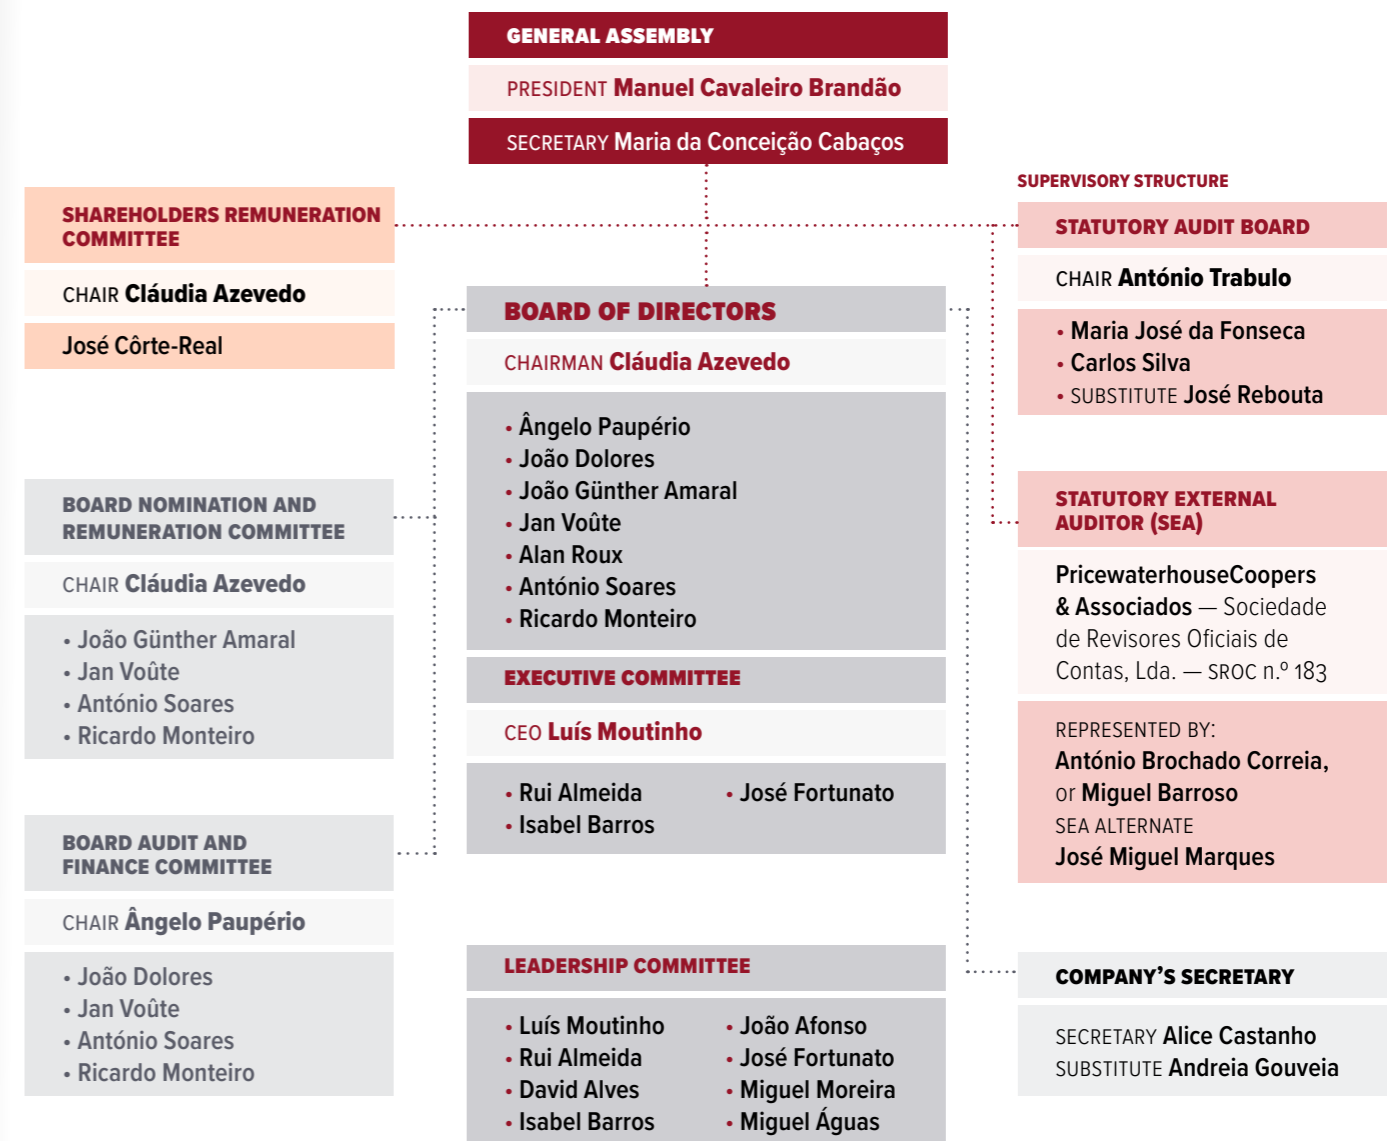 GENERAL ASSEMBLY
PRESIDENT Manuel Cavaleiro Brandão
SECRETARY Maria da Conceição Cabaços
SHAREHOLDERS REMUNERATION
COMMITTEE
CHAIR Cláudia Azevedo
José Côrte-Real
BOARD NOMINATION AND
REMUNERATION COMMITTEE
CHAIR Cláudia Azevedo
• João Günther Amaral
• Jan Voûte
• António Soares
• Ricardo Monteiro
BOARD AUDIT AND
FINANCE COMMITTEE
CHAIR Ângelo Paupério
• João Dolores
• Jan Voûte
• António Soares
• Ricardo Monteiro
BOARD OF DIRECTORS
CHAIRMAN Cláudia Azevedo
• Ângelo Paupério
• João Dolores
• João Günther Amaral
• Jan Voûte
• Alan Roux
• António Soares
• Ricardo Monteiro
EXECUTIVE COMMITTEE
CEO Luís Moutinho
• Rui Almeida
• Isabel Barros
• José Fortunato
LEADERSHIP COMMITTEE
• Luís Moutinho
• Rui Almeida
• David Alves
• Isabel Barros
• João Afonso
• José Fortunato
• Miguel Moreira
• Miguel Águas
SUPERVISORY STRUCTURE
STATUTORY AUDIT BOARD
CHAIR António Trabulo
• Maria José da Fonseca
• Carlos Silva
• SUBSTITUTE José Rebouta
STATUTORY EXTERNAL
AUDITOR (SEA)
PricewaterhouseCoopers
& Associados — Sociedade
de Revisores Oficiais de
Contas, Lda. — SROC n.º 183
REPRESENTED BY:
António Brochado Correia,
or Miguel Barroso
SEA ALTERNATE
José Miguel Marques
COMPANY’S SECRETARY
SECRETARY Alice Castanho
SUBSTITUTE Andreia Gouveia